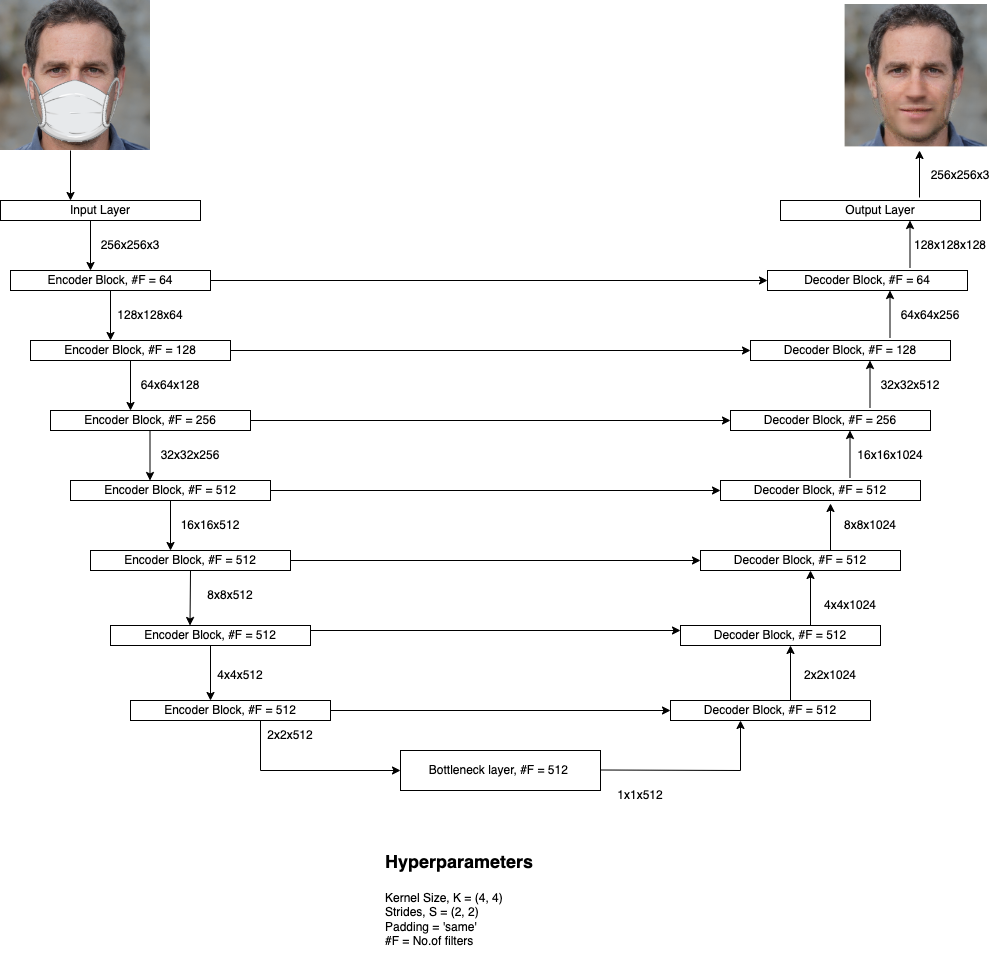 256x256x3
Input Layer
Output Layer
256x256x3
128x128x128
Encoder Block, #F = 64
Decoder Block, #F = 64
128x128x64
64x64x256
Encoder Block, #F = 128
Decoder Block, #F = 128
64x64x128
32x32x512
Encoder Block, #F = 256
Decoder Block, #F = 256
32x32x256
16x16x1024
Encoder Block, #F = 512
Decoder Block, #F = 512
16x16x512
8x8x1024
Encoder Block, #F = 512
Decoder Block, #F = 512
8x8x512
4x4x1024
Encoder Block, #F = 512
Decoder Block, #F = 512
4x4x512
2x2x1024
Encoder Block, #F = 512
Decoder Block, #F = 512
2x2x512
Bottleneck layer, #F = 512
1x1x512
Hyperparameters
Kernel Size, K = (4, 4)
Strides, S = (2, 2)
Padding = 'same'
#F = No.of filters